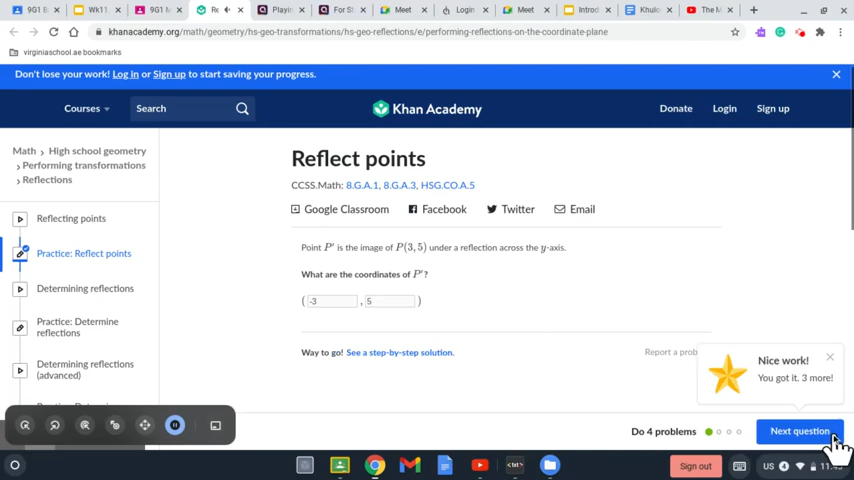 9G1 B
Wk11
9G1 M
Re
Playin
For St
Meet
Login
Meet
Introd
Khulo
The M
khanacademy.org/math/geometry/hs-geo-transformations/hs-geo-reflections/e/performing-reflections-on-the-coordinate-plane
virginiaschool.ae bookmarks
Don't lose your work! Log in or Sign up to start saving your progress.
Courses
Search
Khan Academy
Donate
Login
Sign up
Math > High school geometry
> Performing transformations
> Reflections
Reflecting points
Practice: Reflect points
Determining reflections
Practice: Determine
reflections
Determining reflections
(advanced)
Reflect points
CCSS.Math: 8.G.A.1, 8.G.A.3, HSG.CO.A.5
Google Classroom
Facebook
Twitter
Email
Point P′ is the image of P(3, 5) under a reflection across the y-axis.
What are the coordinates of P′?
( -3 , 5 )
Way to go! See a step-by-step solution.
Report a prob
Nice work!
You got it. 3 more!
Do 4 problems
Next question
Sign out
US
4